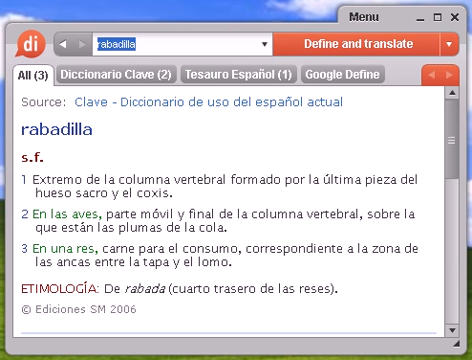 Menu
di
rabadilla
Define and translate
All (3)
Diccionario Clave (2)
Tesauro Español (1)
Google Define
Source: Clave - Diccionario de uso del español actual
rabadilla
s.f.
1 Extremo de la columna vertebral formado por la última pieza del
hueso sacro y el coxis.
2 En las aves, parte móvil y final de la columna vertebral, sobre la
que están las plumas de la cola.
3 En una res, carne para el consumo, correspondiente a la zona de
las ancas entre la tapa y el lomo.
ETIMOLOGÍA: De rabada (cuarto trasero de las reses).
© Ediciones SM 2006